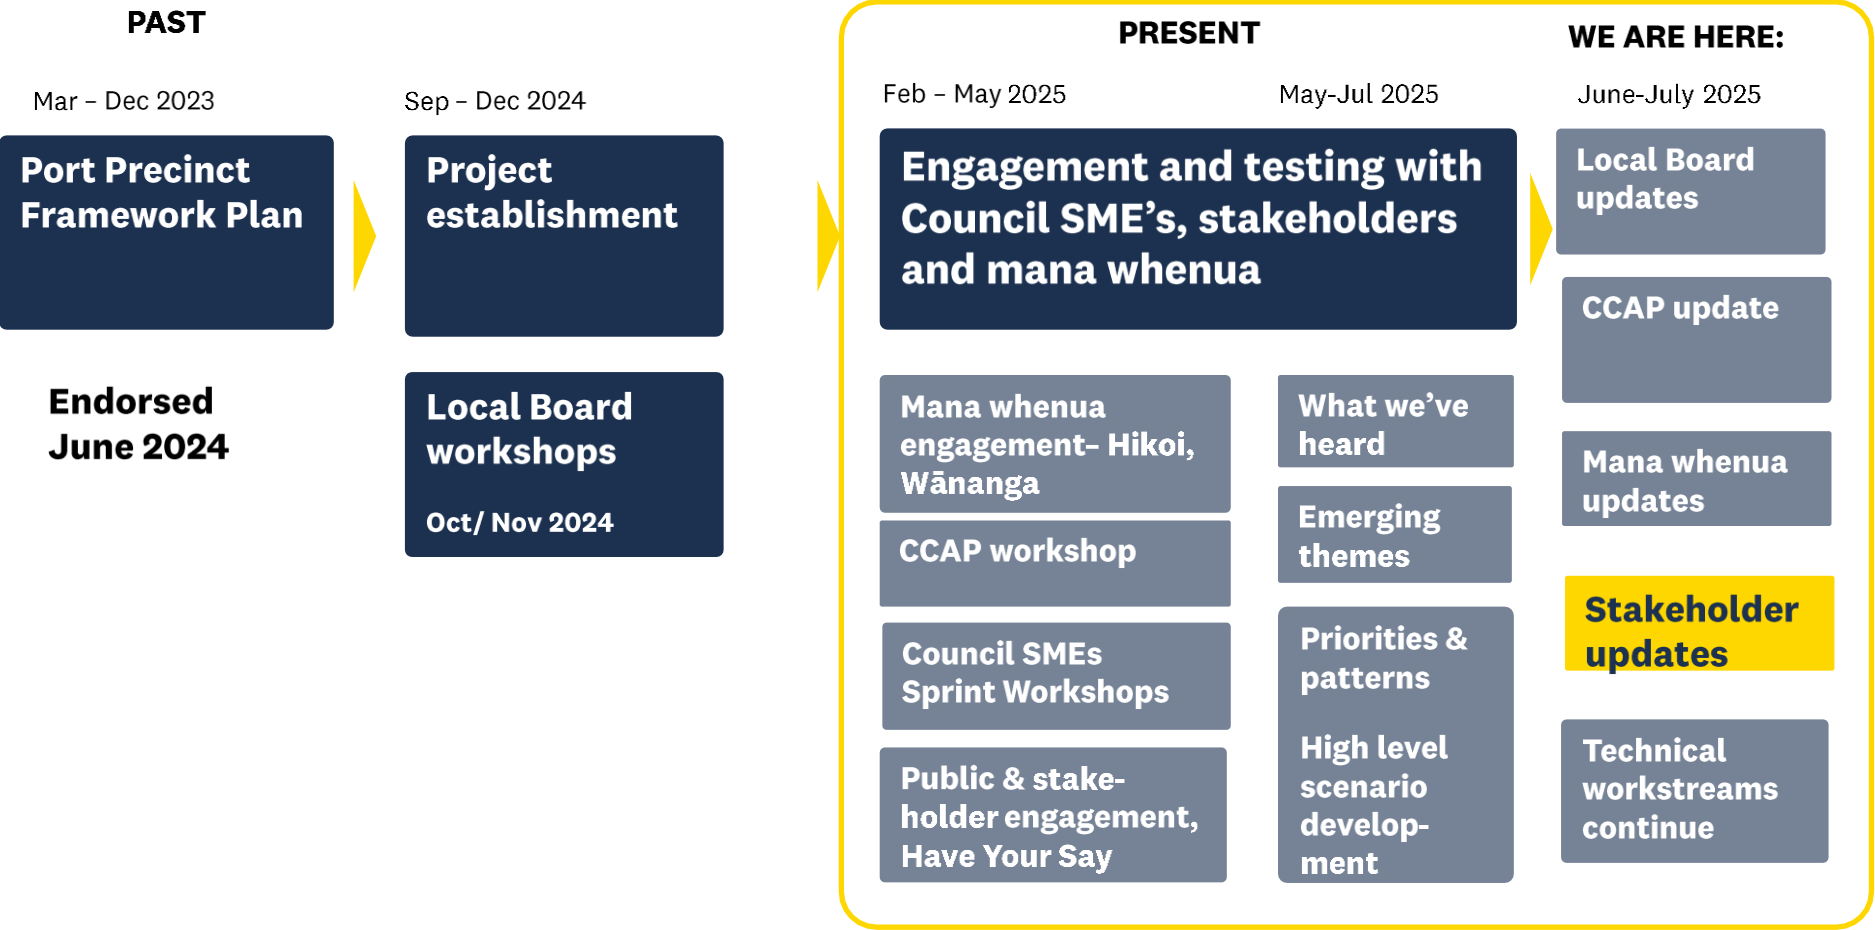 PAST
Mar – Dec 2023
Port Precinct
Framework Plan
Endorsed
June 2024
Sep – Dec 2024
Project
establishment
Local Board
workshops
Oct/ Nov 2024
PRESENT
Feb – May 2025
May-Jul 2025
Engagement and testing with
Council SME’s, stakeholders
and mana whenua
Mana whenua
engagement– Hikoi,
Wānanga
CCAP workshop
Council SMEs
Sprint Workshops
Public & stake-
holder engagement,
Have Your Say
What we’ve
heard
Emerging
themes
Priorities &
patterns
High level
scenario
develop-
ment
WE ARE HERE:
June-July 2025
Local Board
updates
CCAP update
Mana whenua
updates
Stakeholder
updates
Technical
workstreams
continue